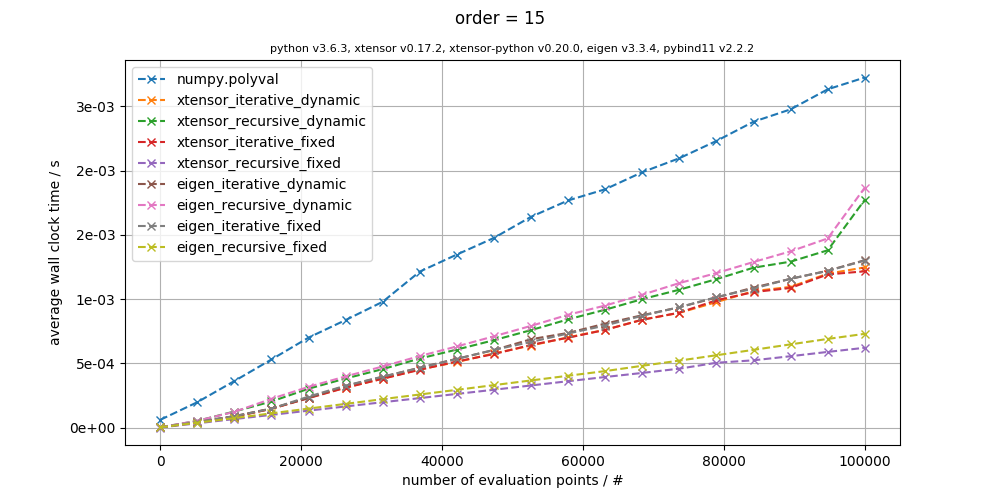 order = 15
python v3.6.3, xtensor v0.17.2, xtensor-python v0.20.0, eigen v3.3.4, pybind11 v2.2.2
numpy.polyval
xtensor_iterative_dynamic
xtensor_recursive_dynamic
xtensor_iterative_fixed
xtensor_recursive_fixed
eigen_iterative_dynamic
eigen_recursive_dynamic
eigen_iterative_fixed
eigen_recursive_fixed
average wall clock time / s
3e-03
2e-03
2e-03
1e-03
5e-04
0e+00
0 20000 40000 60000 80000 100000
number of evaluation points / #